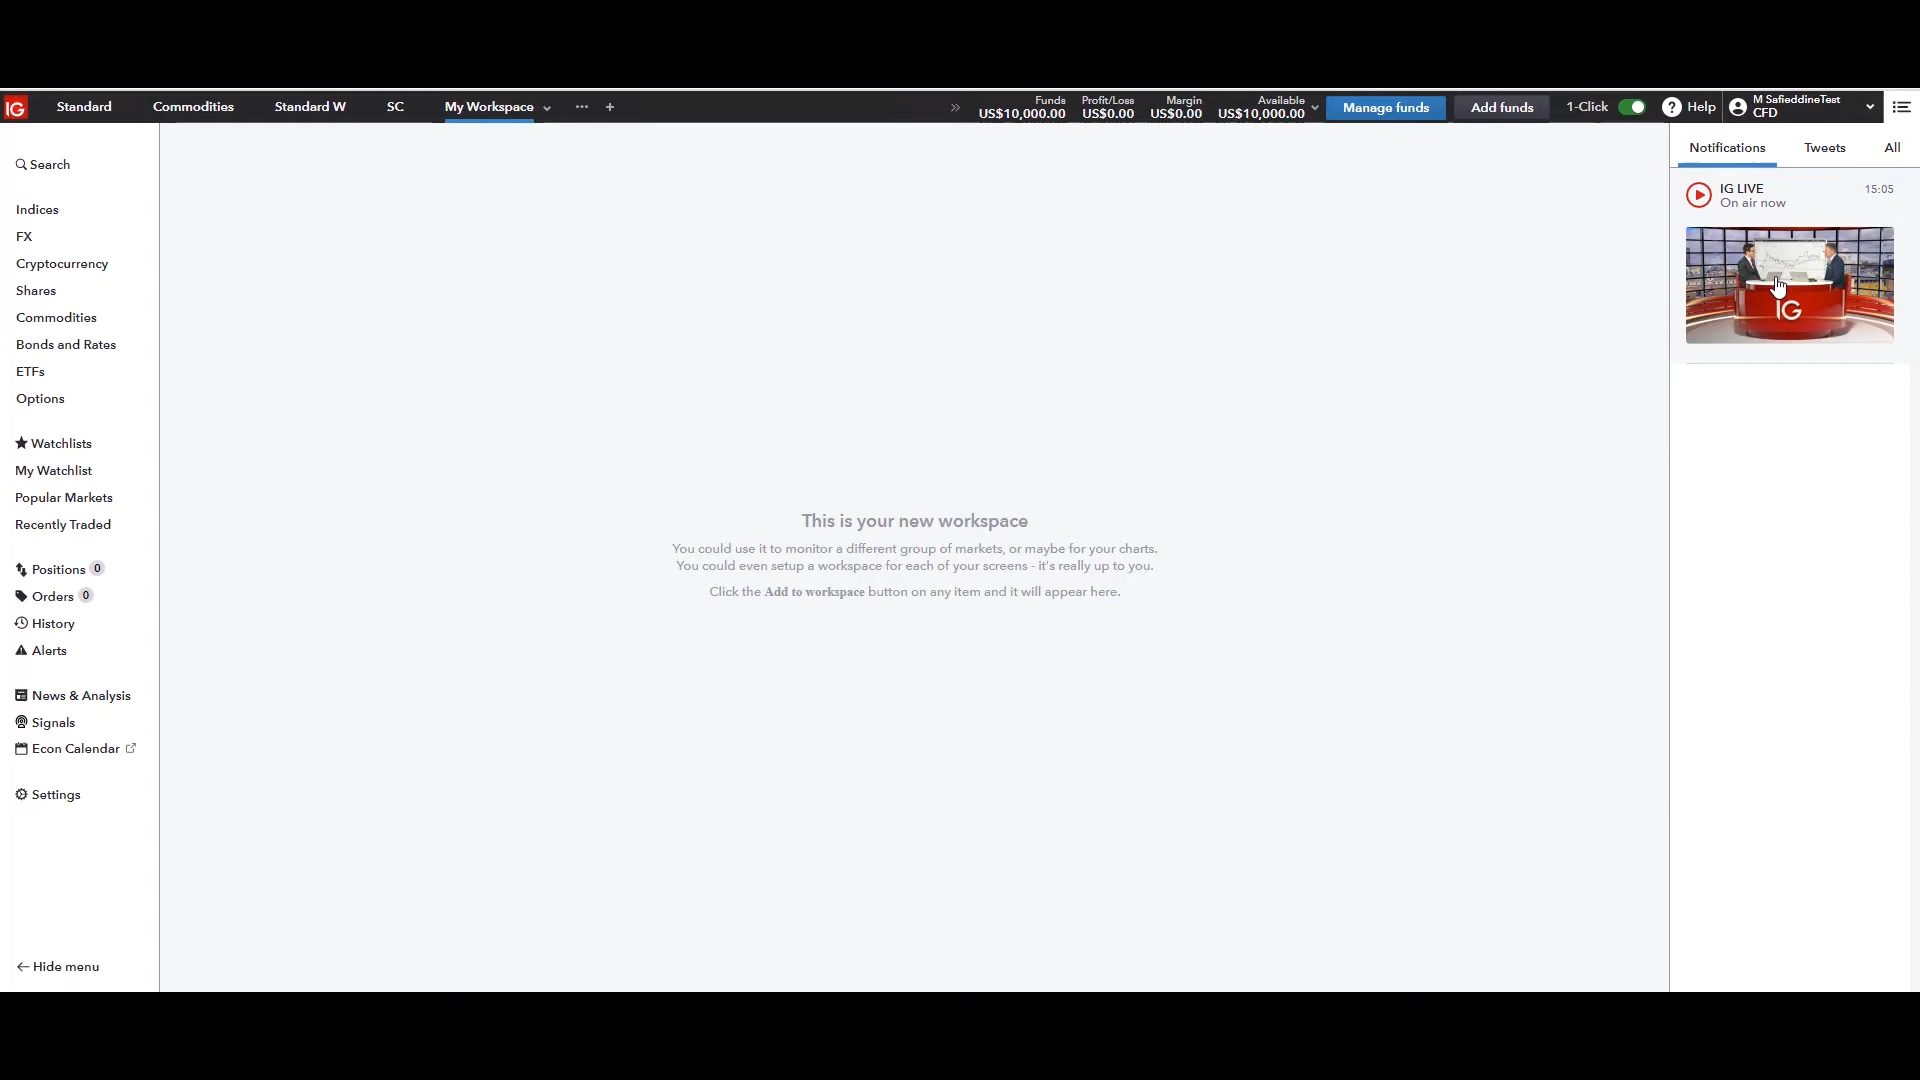 IG
Standard
Commodities
Standard W
SC
My Workspace
Funds
US$10,000.00
Profit/Loss
US$0.00
Margin
US$0.00
Available
US$10,000.00
Manage funds
Add funds
1-Click
Help
M SafieddineTest
CFD
Search
Indices
FX
Cryptocurrency
Shares
Commodities
Bonds and Rates
ETFs
Options
Watchlists
My Watchlist
Popular Markets
Recently Traded
Positions 0
Orders 0
History
Alerts
News & Analysis
Signals
Econ Calendar
Settings
Hide menu
This is your new workspace
You could use it to monitor a different group of markets, or maybe for your charts.
You could even setup a workspace for each of your screens - it's really up to you.
Click the Add to workspace button on any item and it will appear here.
Notifications
Tweets
All
IG LIVE
15:05
On air now
IG